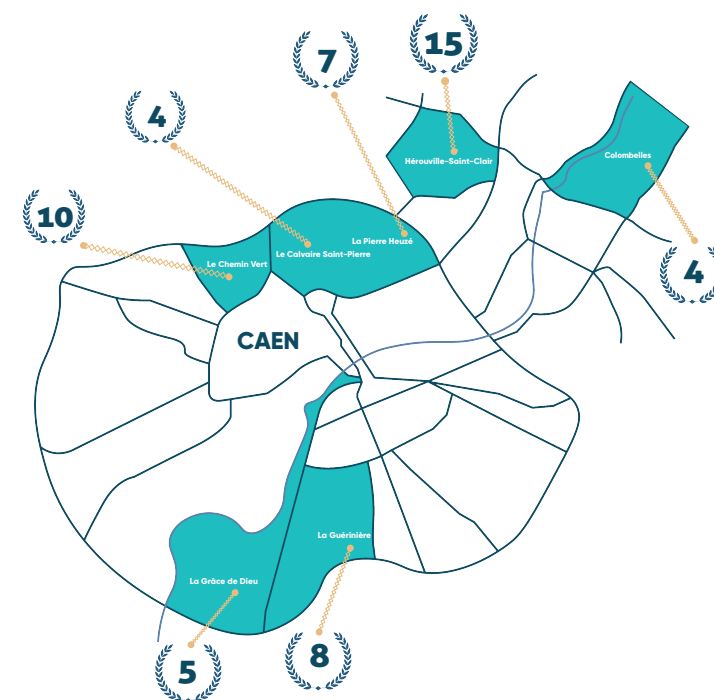 15
7
4
Hérouville-Saint-Clair
Colombelles
10
La Pierre Heuzé
Le Calvaire Saint-Pierre
Le Chemin Vert
4
CAEN
La Guérinière
La Grâce de Dieu
8
5